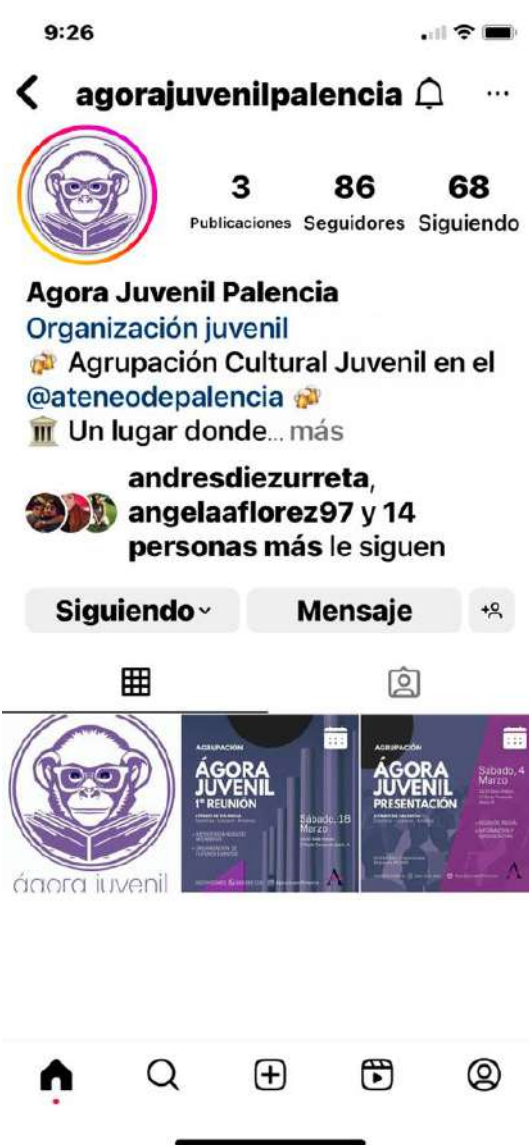 9:26
agorajuvenilpalencia
3 86 68
Publicaciones Seguidores Siguiendo
Agora Juvenil Palencia
Organización juvenil
Agrupación Cultural Juvenil en el
@ateneodepalencia
Un lugar donde... más
andresdiezurreta,
angelaaflorez97 y 14
personas más le siguen
Siguiendo
Mensaje
ágora juvenil
AGRUPACIÓN
ÁGORA
JUVENIL
1ª REUNIÓN
Sábado, 18
Marzo
AGRUPACIÓN
ÁGORA
JUVENIL
PRESENTACIÓN
Sábado, 4
Marzo